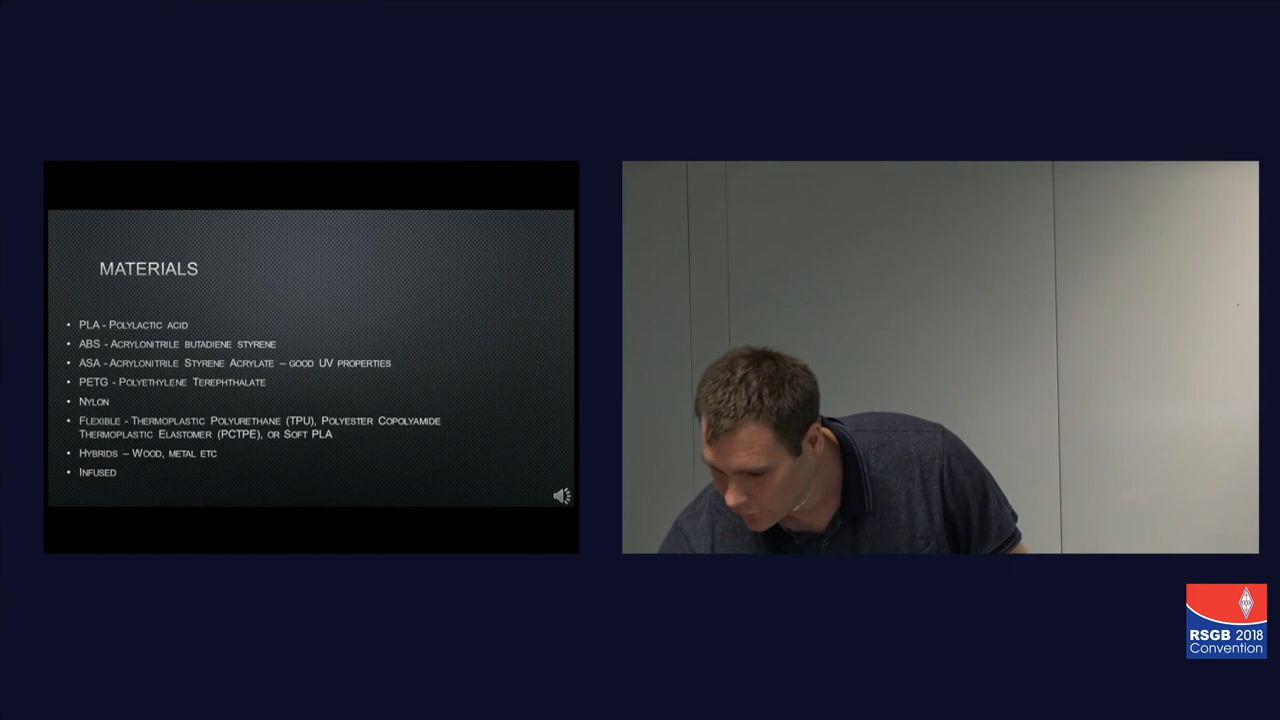 MATERIALS
• PLA - Polylactic acid
• ABS - Acrylonitrile butadiene styrene
• ASA - Acrylonitrile Styrene Acrylate – good UV properties
• PETG - Polyethylene Terephthalate
• Nylon
• Flexible - Thermoplastic Polyurethane (TPU), Polyester Copolyamide
Thermoplastic Elastomer (PCTPE), or Soft PLA
• Hybrids – Wood, metal etc
• Infused
RSGB 2018
Convention